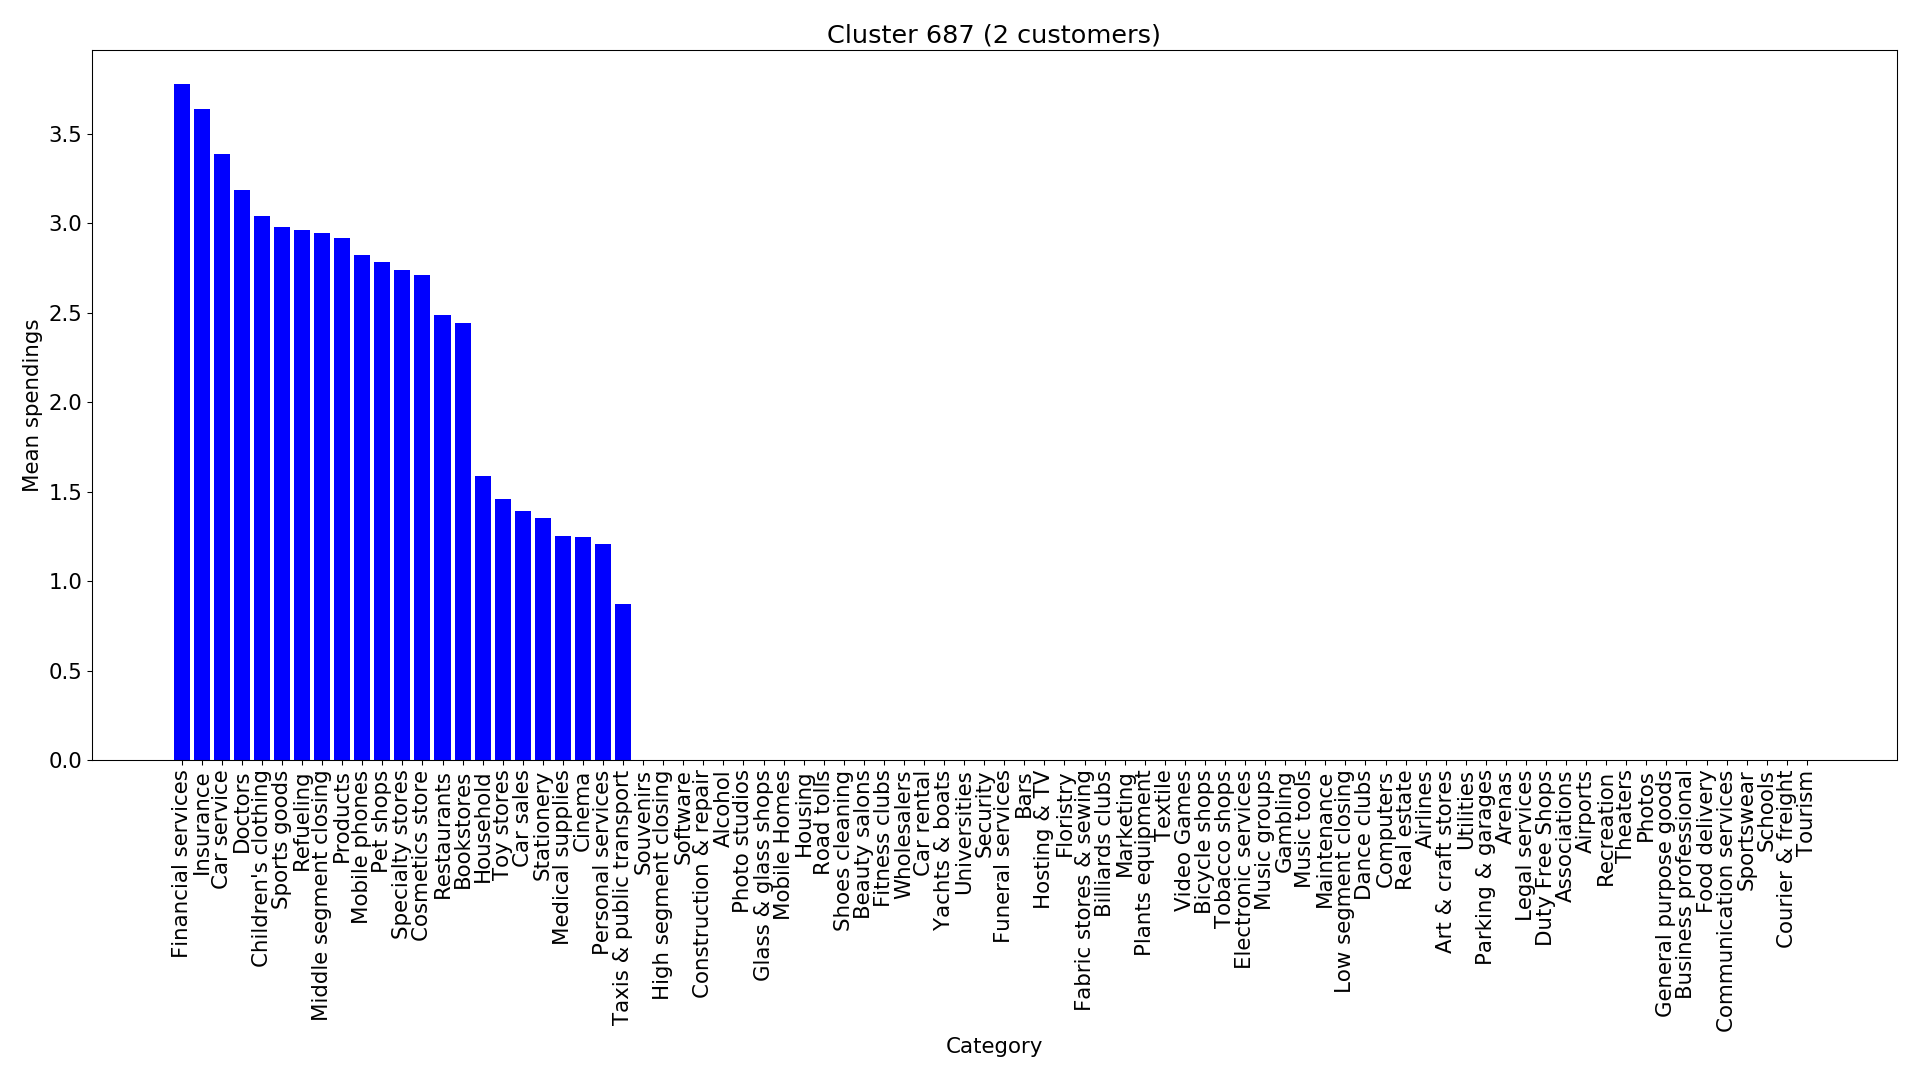 Cluster 687 (2 customers)
Mean spendings
3.5
3.0
2.5
2.0
1.5
1.0
0.5
0.0
Financial services
Insurance
Car service
Doctors
Children's clothing
Sports goods
Refueling
Middle segment closing
Products
Mobile phones
Pet shops
Specialty stores
Cosmetics store
Restaurants
Bookstores
Household
Toy stores
Car sales
Stationery
Medical supplies
Cinema
Personal services
Taxis & public transport
Souvenirs
High segment closing
Software
Construction & repair
Alcohol
Photo studios
Glass & glass shops
Mobile Homes
Housing
Road tolls
Shoes cleaning
Beauty salons
Fitness clubs
Wholesalers
Car rental
Yachts & boats
Universities
Security
Funeral services
Bars
Hosting & TV
Floristry
Fabric stores & sewing
Billiards clubs
Marketing
Plants equipment
Textile
Video Games
Bicycle shops
Tobacco shops
Electronic services
Music groups
Gambling
Music tools
Maintenance
Low segment closing
Dance clubs
Computers
Real estate
Airlines
Art & craft stores
Utilities
Parking & garages
Arenas
Legal services
Duty Free Shops
Associations
Airports
Recreation
Theaters
Photos
General purpose goods
Business professional
Food delivery
Communication services
Sportswear
Schools
Courier & freight
Tourism
Category